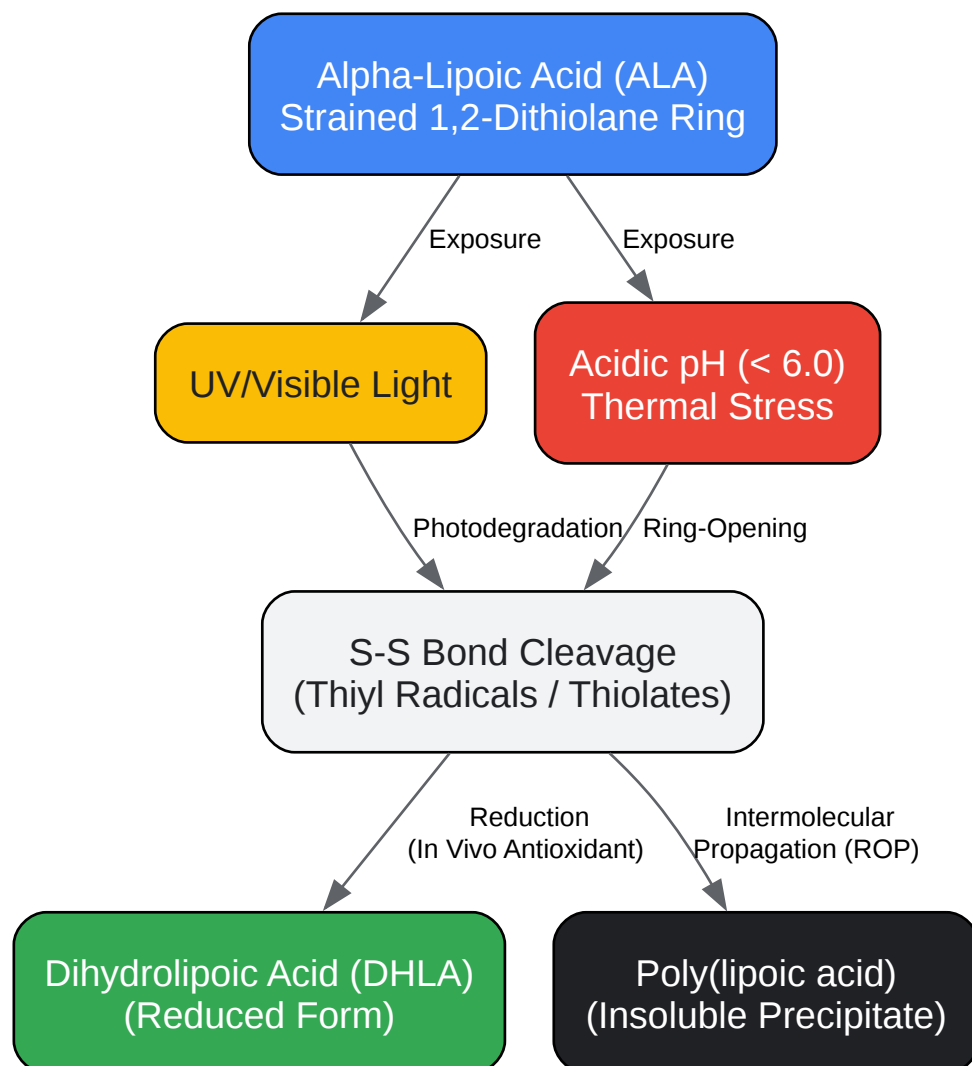 Alpha-Lipoic Acid (ALA)
Strained 1,2-Dithiolane Ring
Exposure
Exposure
UV/Visible Light
Acidic pH (< 6.0)
Thermal Stress
Photodegradation
Ring-Opening
S-S Bond Cleavage
(Thiyl Radicals / Thiolates)
Reduction
(In Vivo Antioxidant)
Intermolecular
Propagation (ROP)
Dihydrolipoic Acid (DHLA)
(Reduced Form)
Poly(lipoic acid)
(Insoluble Precipitate)